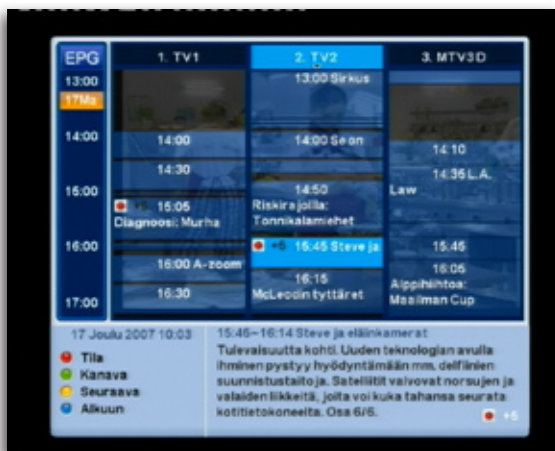 EPG
1. TV1
2. TV2
3. MTV3D
13:00
17Ma
14:00
15:00
16:00
17:00
14:00
14:30
15:05
Diagnoosi: Murha
16:00 A-zoom
16:30
13:00 Sirkus
14:00 Se on
14:50
Riskirajoilla:
Tonnikalamiehet
+5 15:45 Steve ja
16:15
McLeodin tyttäret
14:10
14:35 L.A.
Law
15:45
16:05
Alppihiihtoa:
Maailman Cup
17 Joulu 2007 10:03
Tila
Kanava
Seuraava
Alkuun
15:45~16:14 Steve ja eläinkamerat
Tulevaisuutta kohti. Uuden teknologian avulla
ihminen pystyy hyödyntämään mm. delfiinien
suunnistustaitoja. Satelliitit valvovat norsujen ja
valaiden liikkeitä, joita voi kuka tahansa seurata
kotitietokoneelta. Osa 6/6.
+5